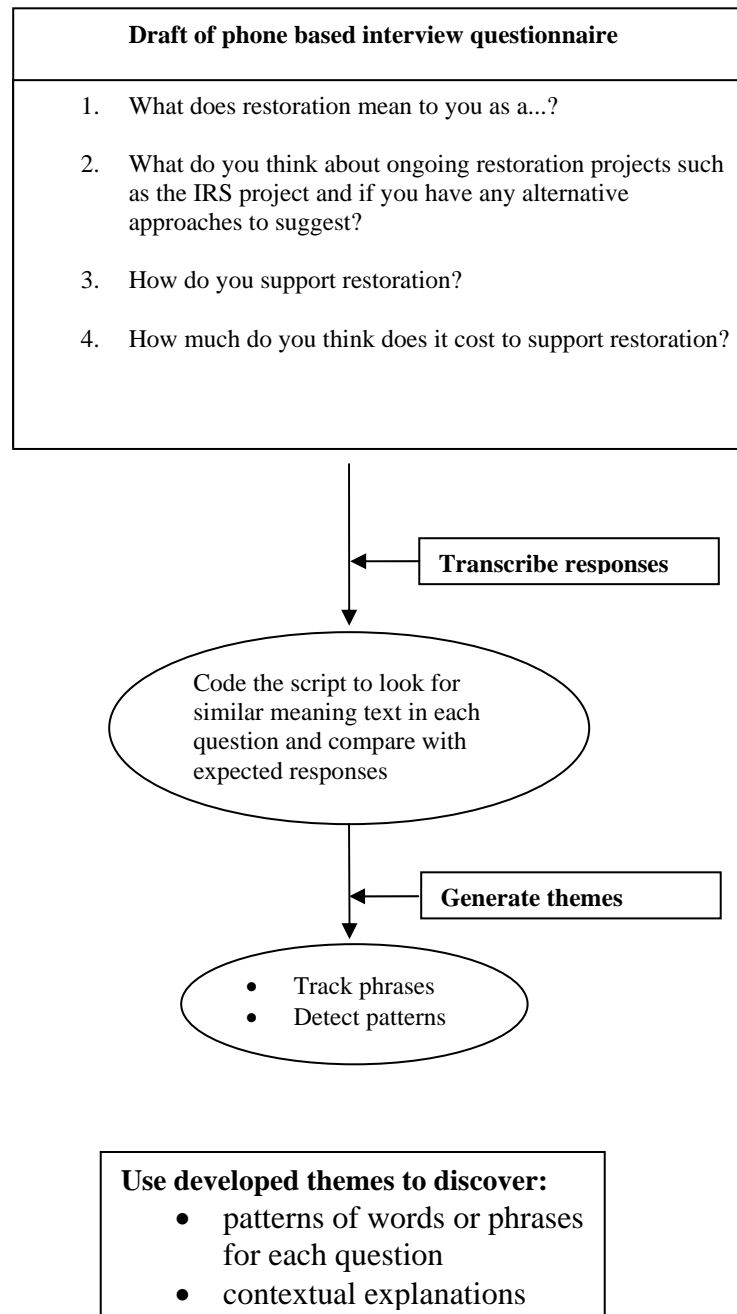 Draft of phone based interview questionnaire
1. What does restoration mean to you as a...?
2. What do you think about ongoing restoration projects such
as the IRS project and if you have any alternative
approaches to suggest?
3. How do you support restoration?
4. How much do you think does it cost to support restoration?
Transcribe responses
Code the script to look for
similar meaning text in each
question and compare with
expected responses
Generate themes
• Track phrases
• Detect patterns
Use developed themes to discover:
• patterns of words or phrases
for each question
• contextual explanations